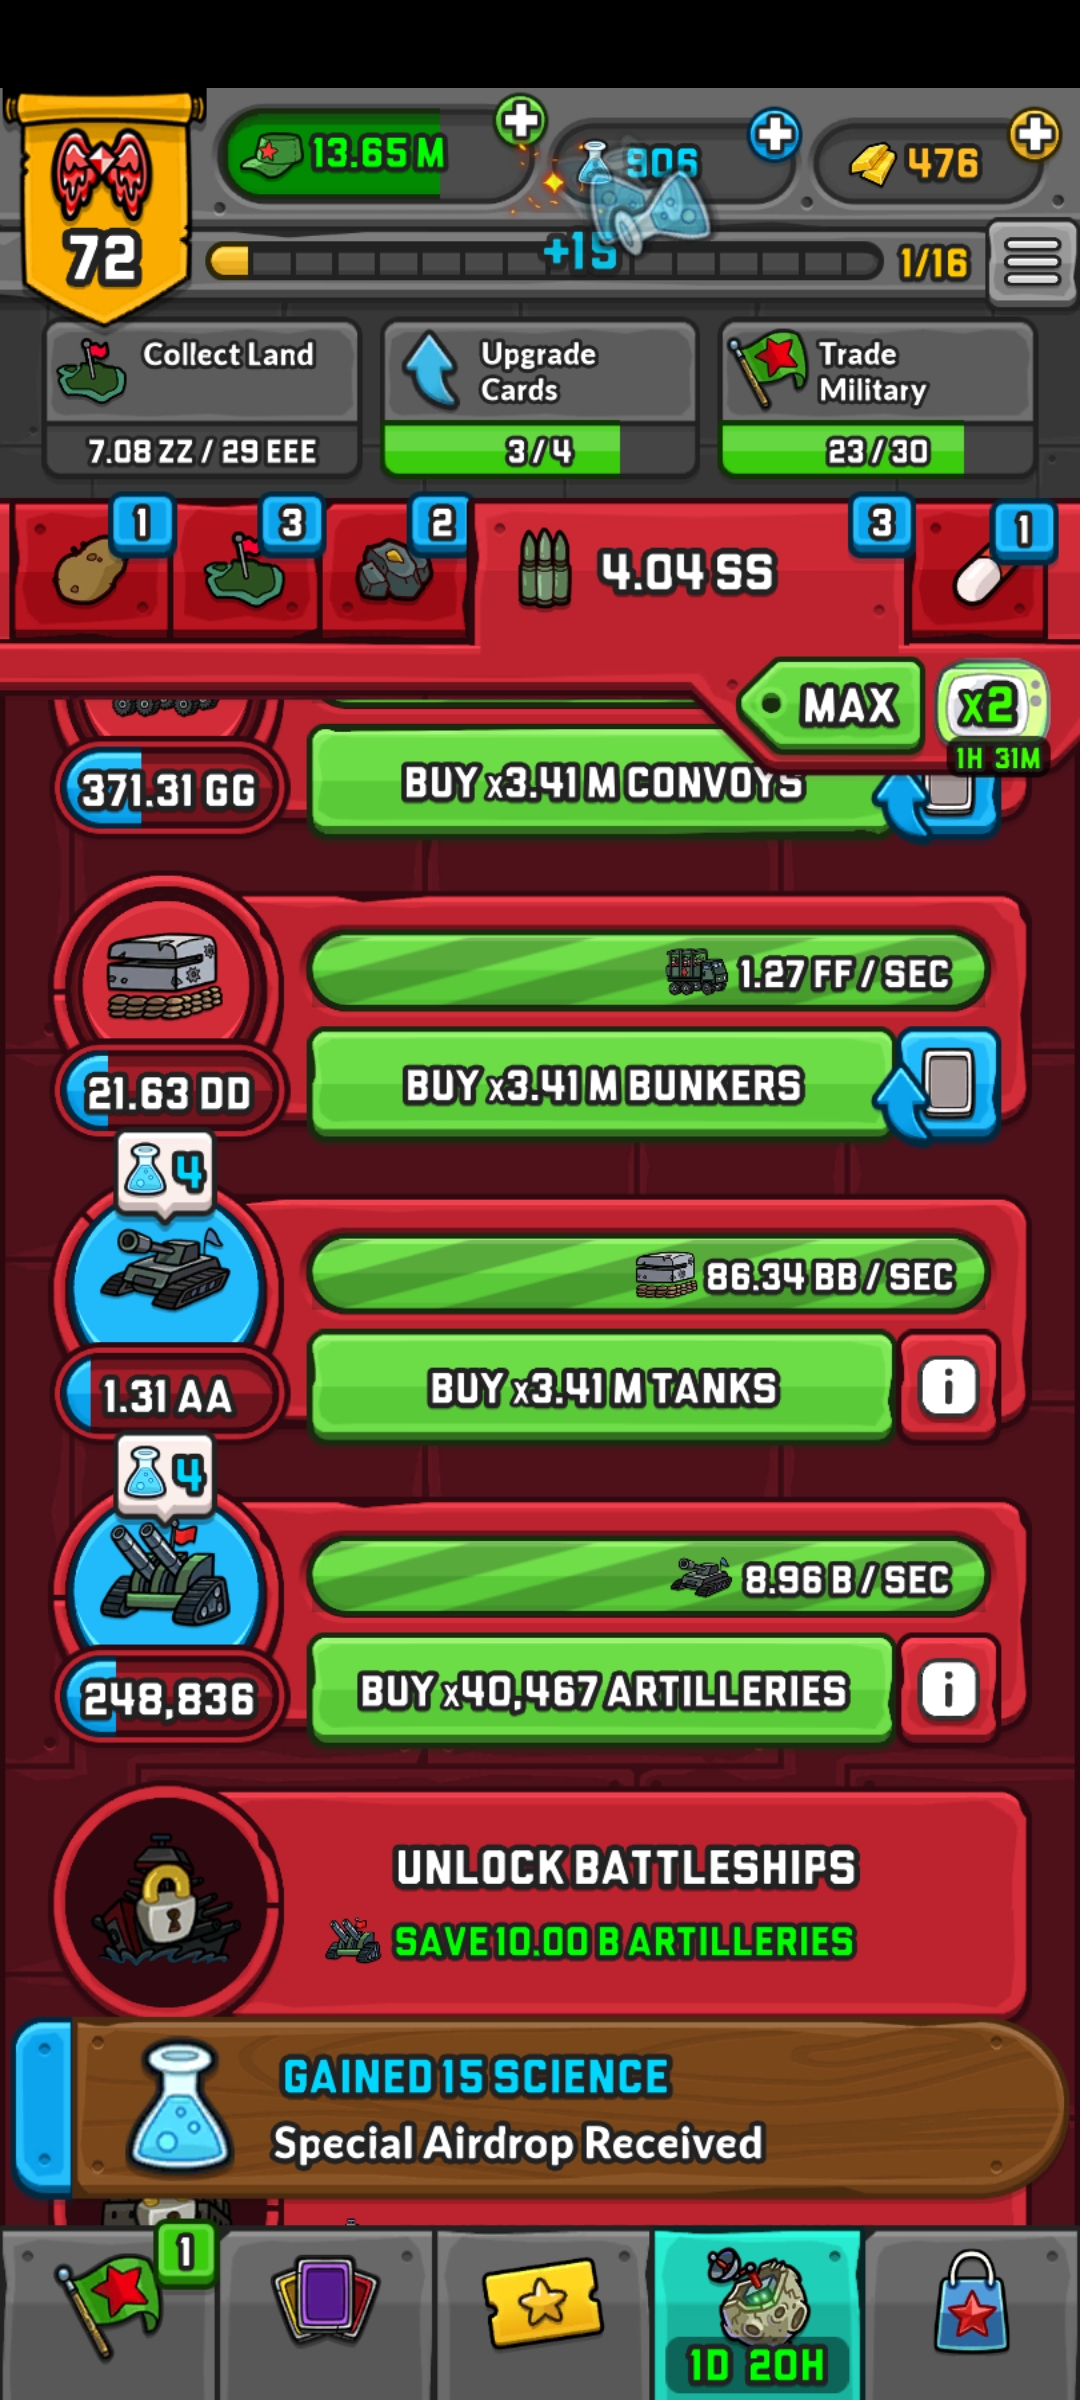 13.65 M
906
476
72
+15
1/16
Collect Land
7.08 ZZ / 29 EEE
Upgrade
Cards
3/4
Trade
Military
23/30
1
3
2
4.04 SS
3
1
MAX
x2
1H 31M
371.31 GG
BUY x3.41 M CONVOYS
1.27 FF / SEC
21.63 DD
BUY x3.41 M BUNKERS
4
86.34 BB / SEC
1.31 AA
BUY x3.41 M TANKS
i
4
8.96 B / SEC
248,836
BUY x40,467 ARTILLERIES
i
UNLOCK BATTLESHIPS
SAVE 10.00 B ARTILLERIES
GAINED 15 SCIENCE
Special Airdrop Received
1
1D 20H